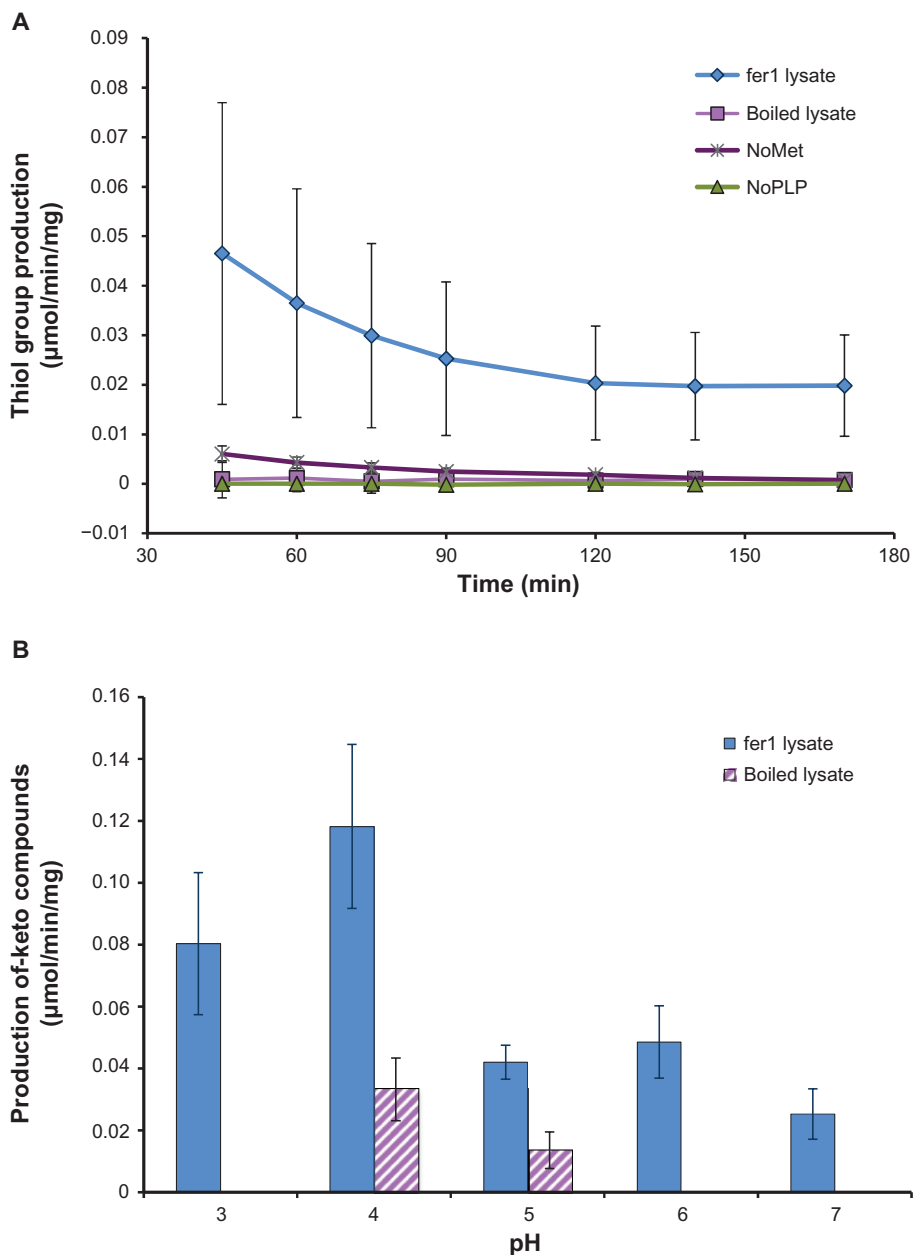 A
0.09
0.08
0.07
0.06
0.05
0.04
0.03
0.02
0.01
0
−0.01
Thiol group production
(μmol/min/mg)
fer1 lysate
Boiled lysate
NoMet
NoPLP
30
60
90
120
150
180
Time (min)
B
0.16
0.14
0.12
0.10
0.08
0.06
0.04
0.02
0
Production of-keto compounds
(μmol/min/mg)
fer1 lysate
Boiled lysate
3
4
5
6
7
pH